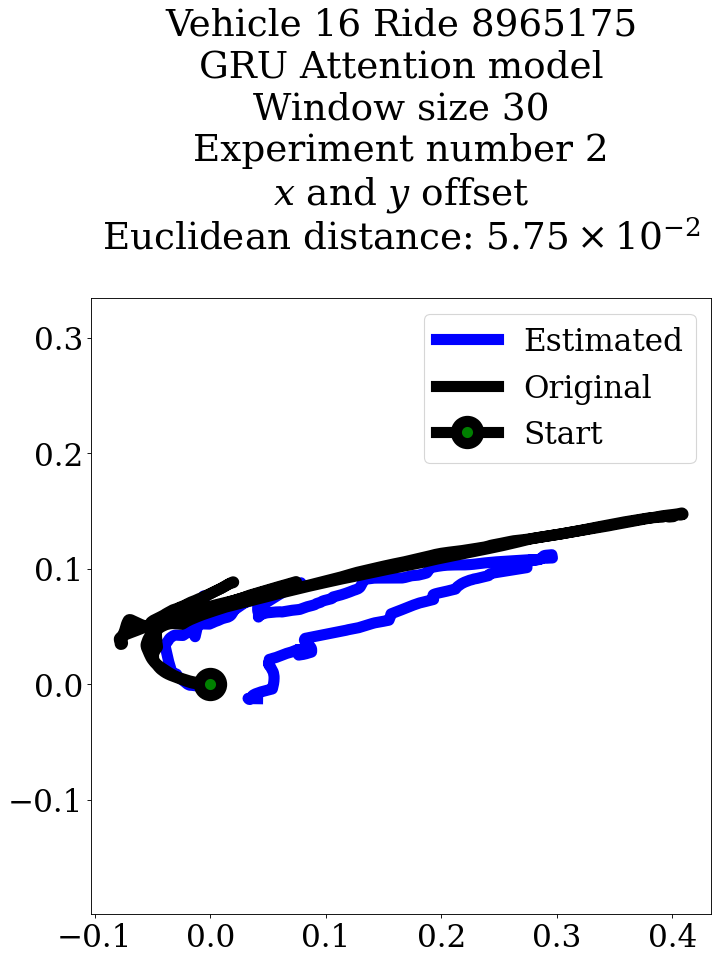 Vehicle 16 Ride 8965175
GRU Attention model
Window size 30
Experiment number 2
x and y offset
Euclidean distance: 5.75 × 10⁻²
Estimated
Original
Start
0.3
0.2
0.1
0.0
−0.1
−0.1 0.0 0.1 0.2 0.3 0.4